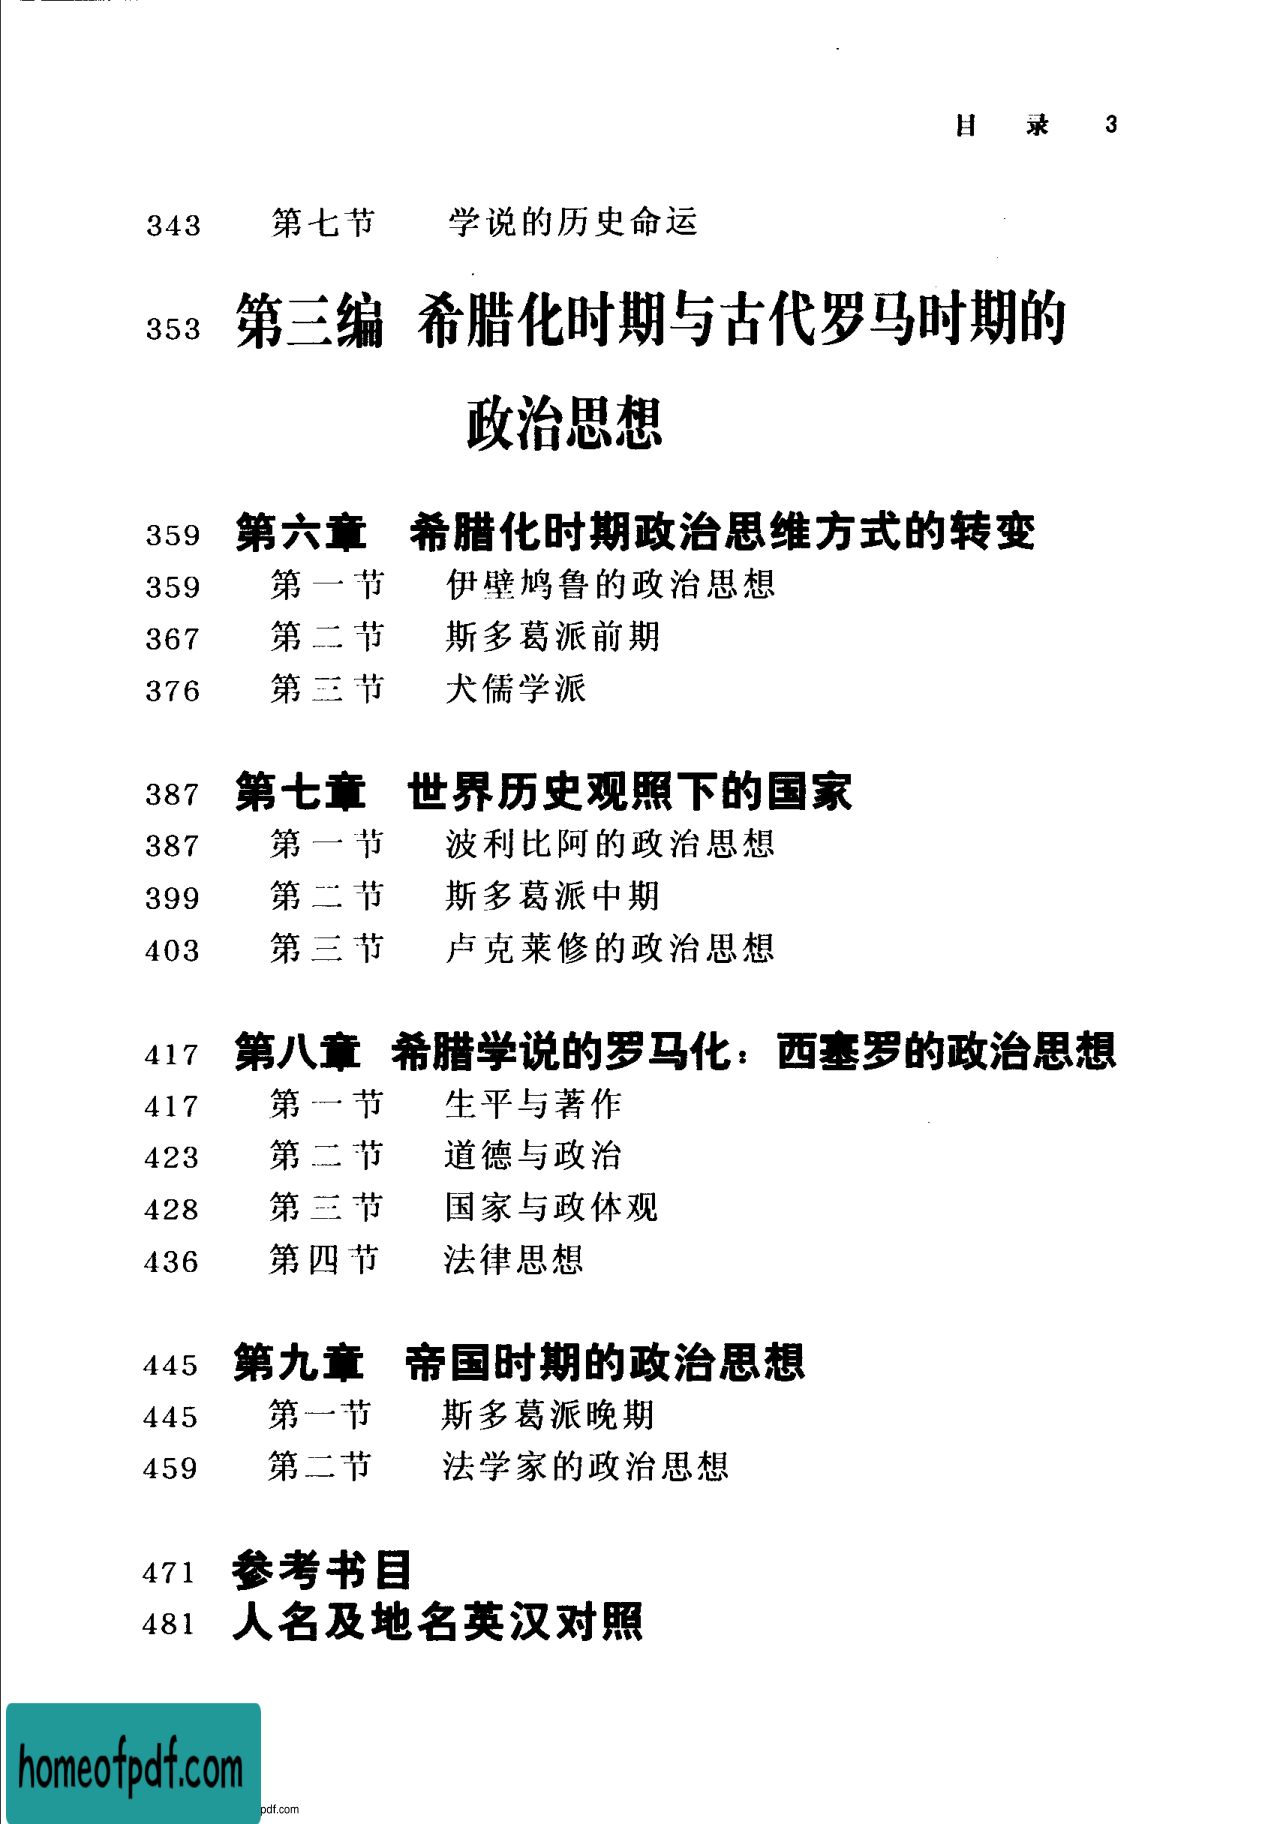 目 录 3
343 第七节 学说的历史命运
353 第三编 希腊化时期与古代罗马时期的
政治思想
359 第六章 希腊化时期政治思维方式的转变
359 第一节 伊壁鸠鲁的政治思想
367 第二节 斯多葛派前期
376 第三节 犬儒学派
387 第七章 世界历史观照下的国家
387 第一节 波利比阿的政治思想
399 第二节 斯多葛派中期
403 第三节 卢克莱修的政治思想
417 第八章 希腊学说的罗马化：西塞罗的政治思想
417 第一节 生平与著作
423 第二节 道德与政治
428 第三节 国家与政体观
436 第四节 法律思想
445 第九章 帝国时期的政治思想
445 第一节 斯多葛派晚期
459 第二节 法学家的政治思想
471 参考书目
481 人名及地名英汉对照
homeofpdf.com
pdf.com